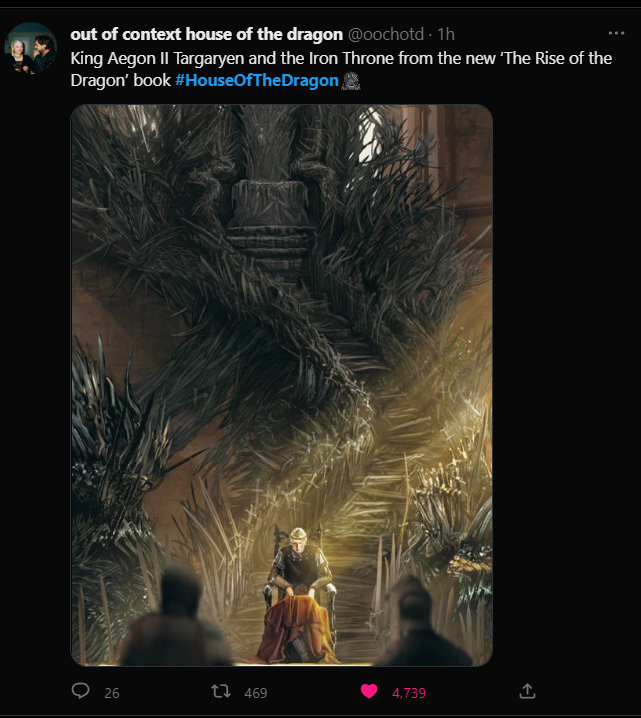 out of context house of the dragon @oochotd · 1h
King Aegon II Targaryen and the Iron Throne from the new ‘The Rise of the
Dragon’ book #HouseOfTheDragon
26 469 4,739